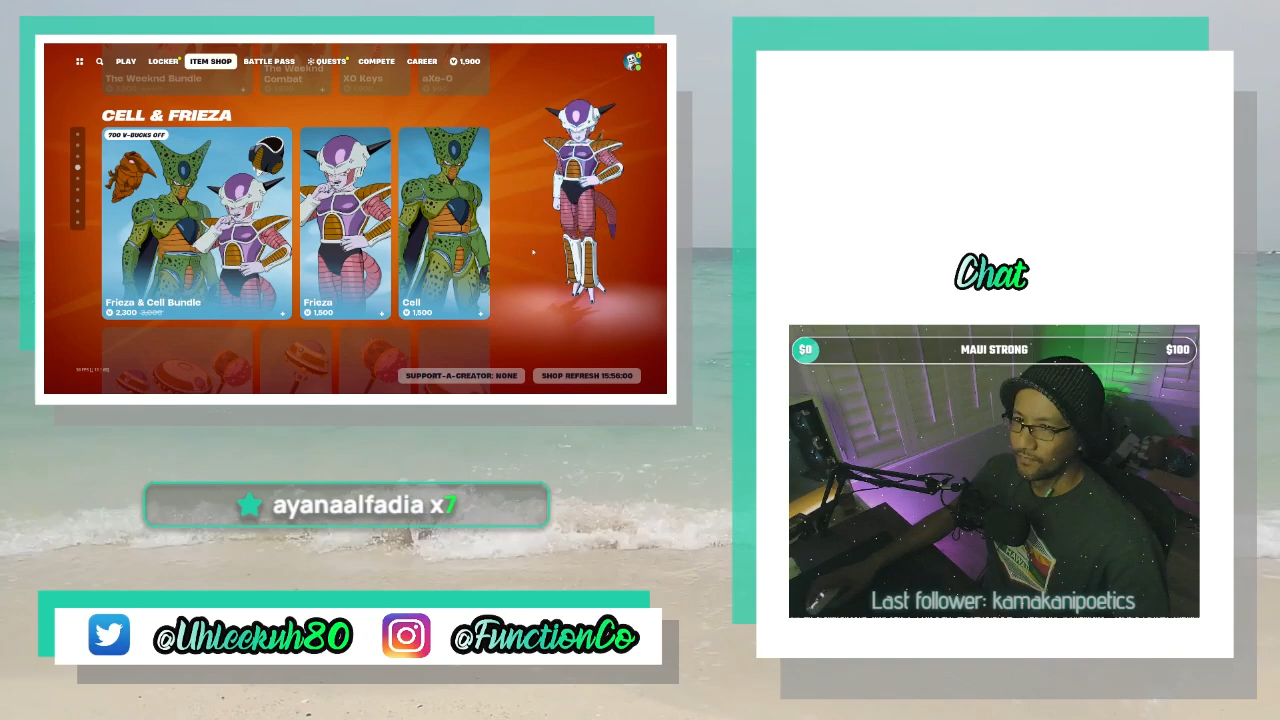 PLAY
LOCKER
ITEM SHOP
BATTLE PASS
QUESTS
COMPETE
CAREER
1,900
The Weeknd Bundle
The Weeknd
Combat
XO Keys
aXe-O
CELL & FRIEZA
700 V-BUCKS OFF
Frieza & Cell Bundle
2,300 3,000
Frieza
1,500
Cell
1,500
SUPPORT-A-CREATOR: NONE
SHOP REFRESH 15:56:00
Chat
$0
MAUI STRONG
$100
Last follower: kamakanipoetics
ayanaalfadia x7
@Uhleekuh80
@FunctionCo